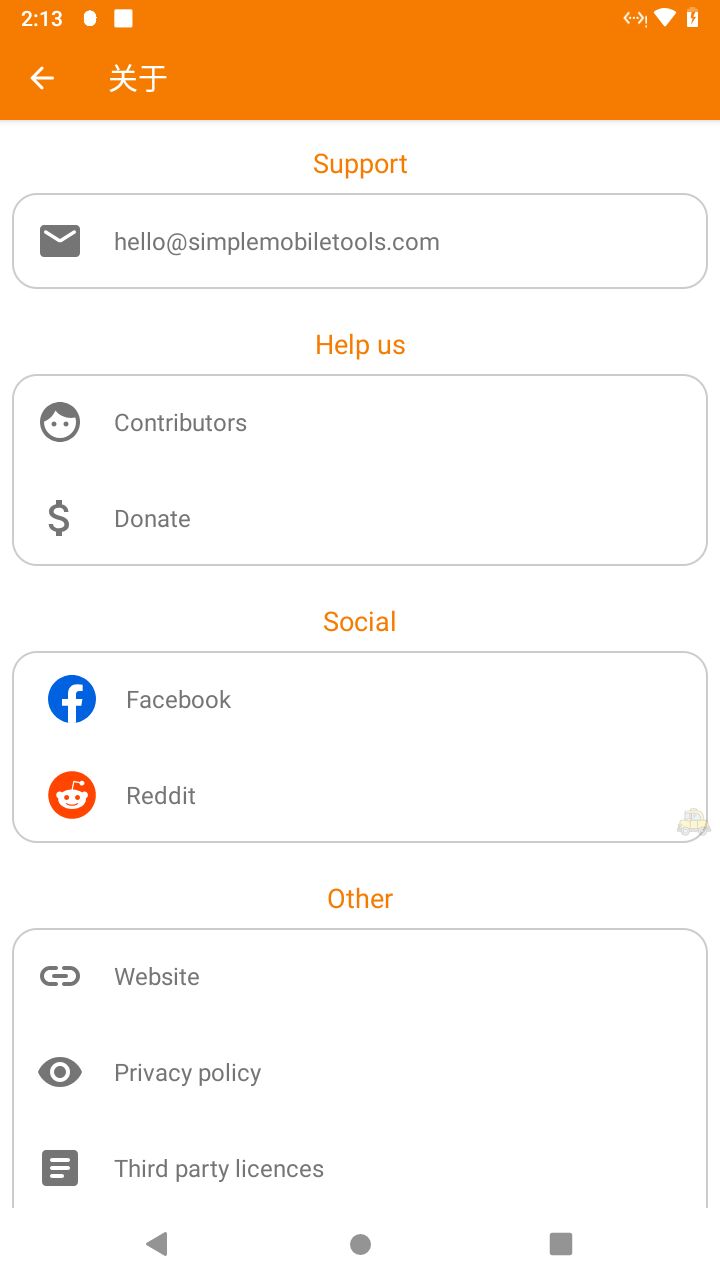 2:13
关于
Support
hello@simplemobiletools.com
Help us
Contributors
Donate
Social
Facebook
Reddit
Other
Website
Privacy policy
Third party licences